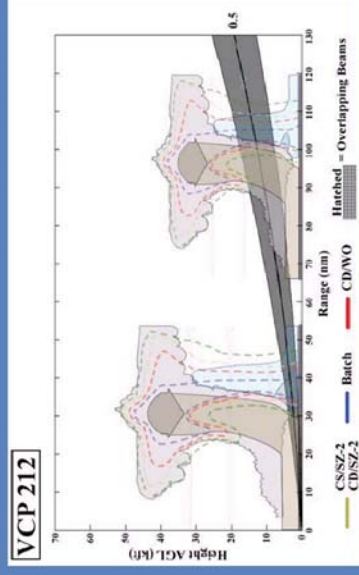 VCP 212
Height AGL (kft)
70
60
50
40
30
20
10
0
0.5
0 10 20 30 40 50 60 70 80 90 100 110 120 130
Range (nm)
CS/SZ-2
CD/SZ-2
Batch
CD/WO
Hatched
= Overlapping Beams